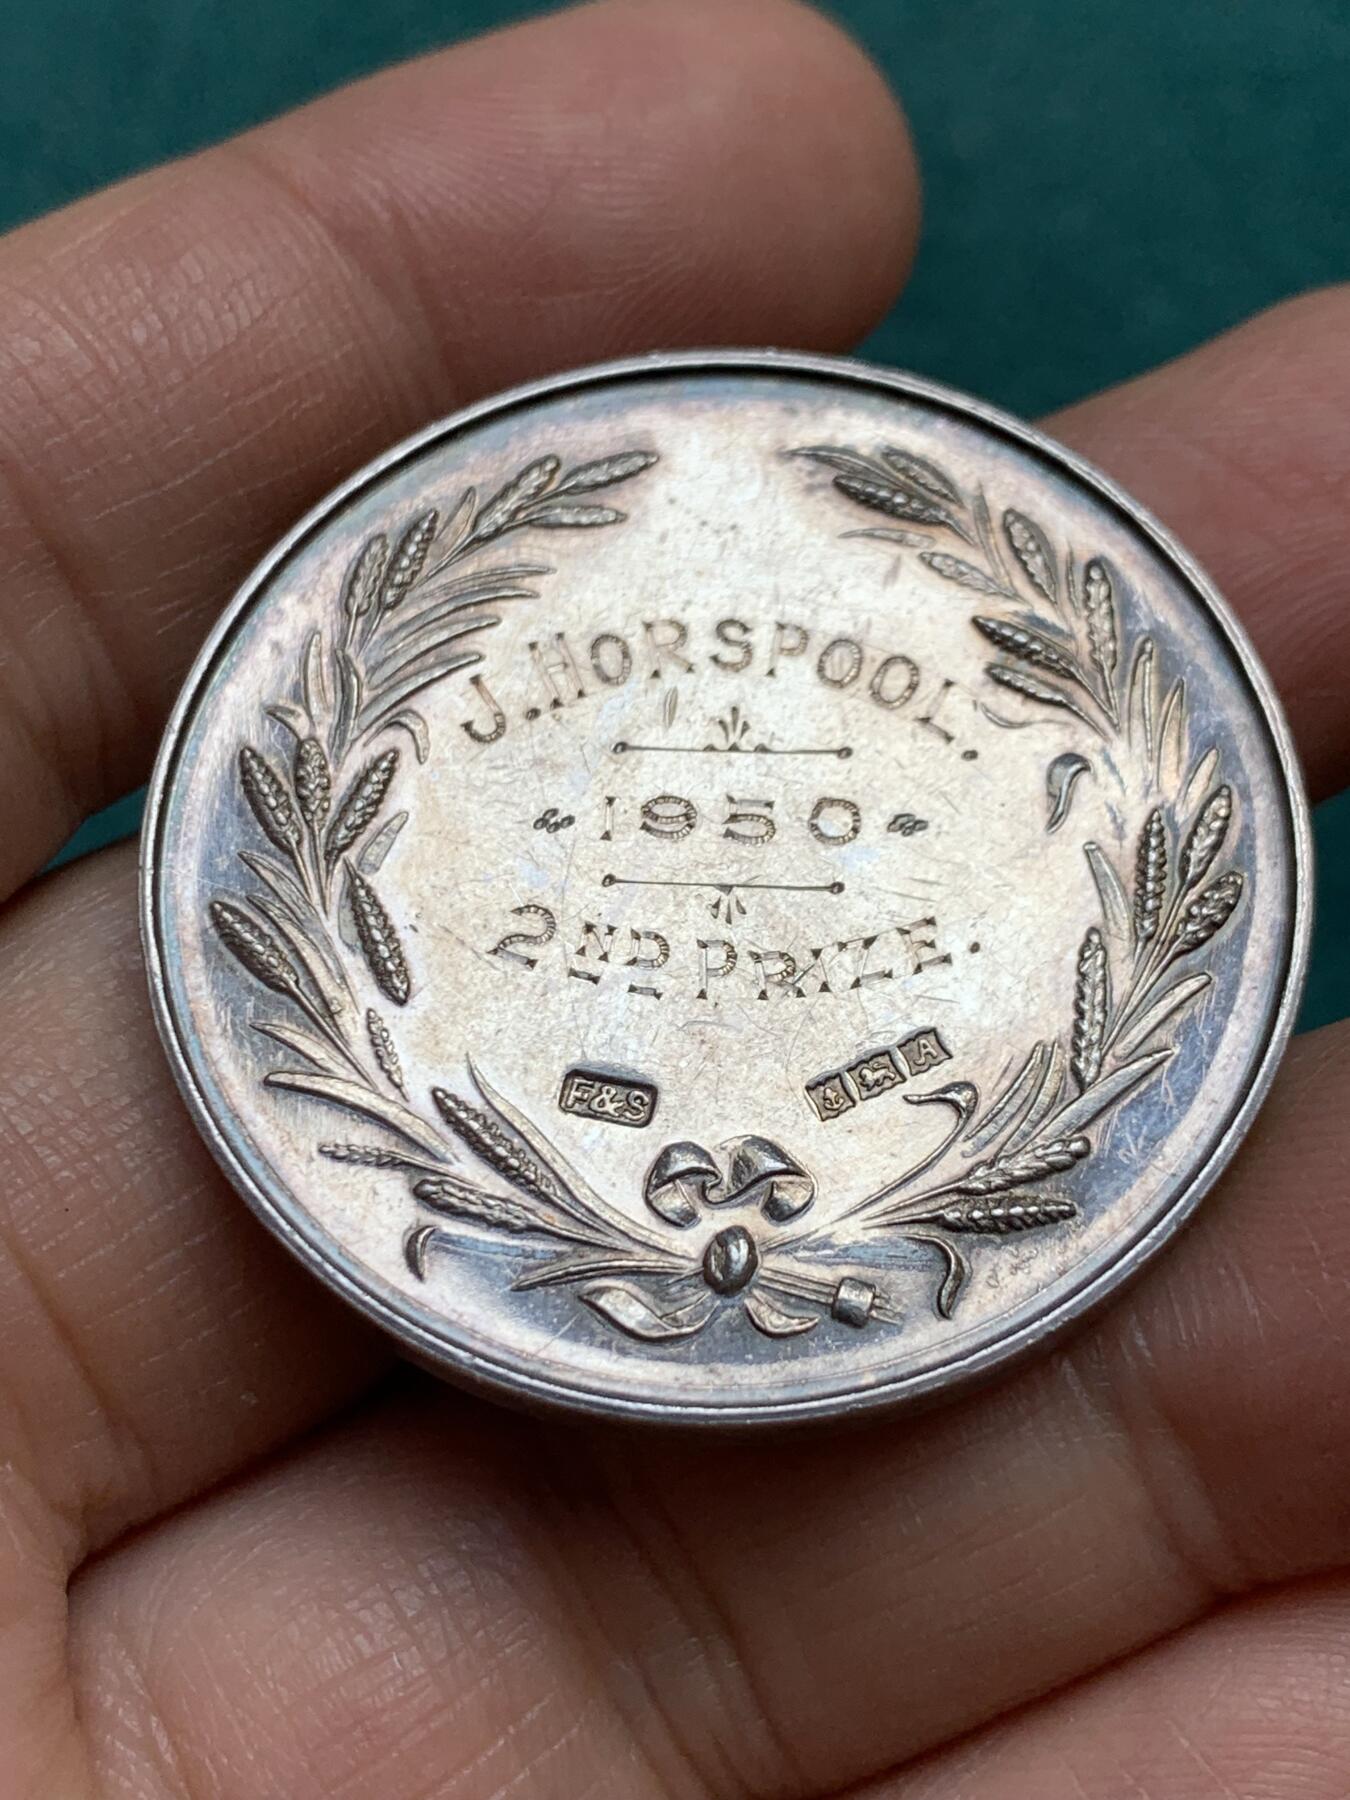 J. HORSPOOL.
1950
2ND PRIZE.
F&S
A